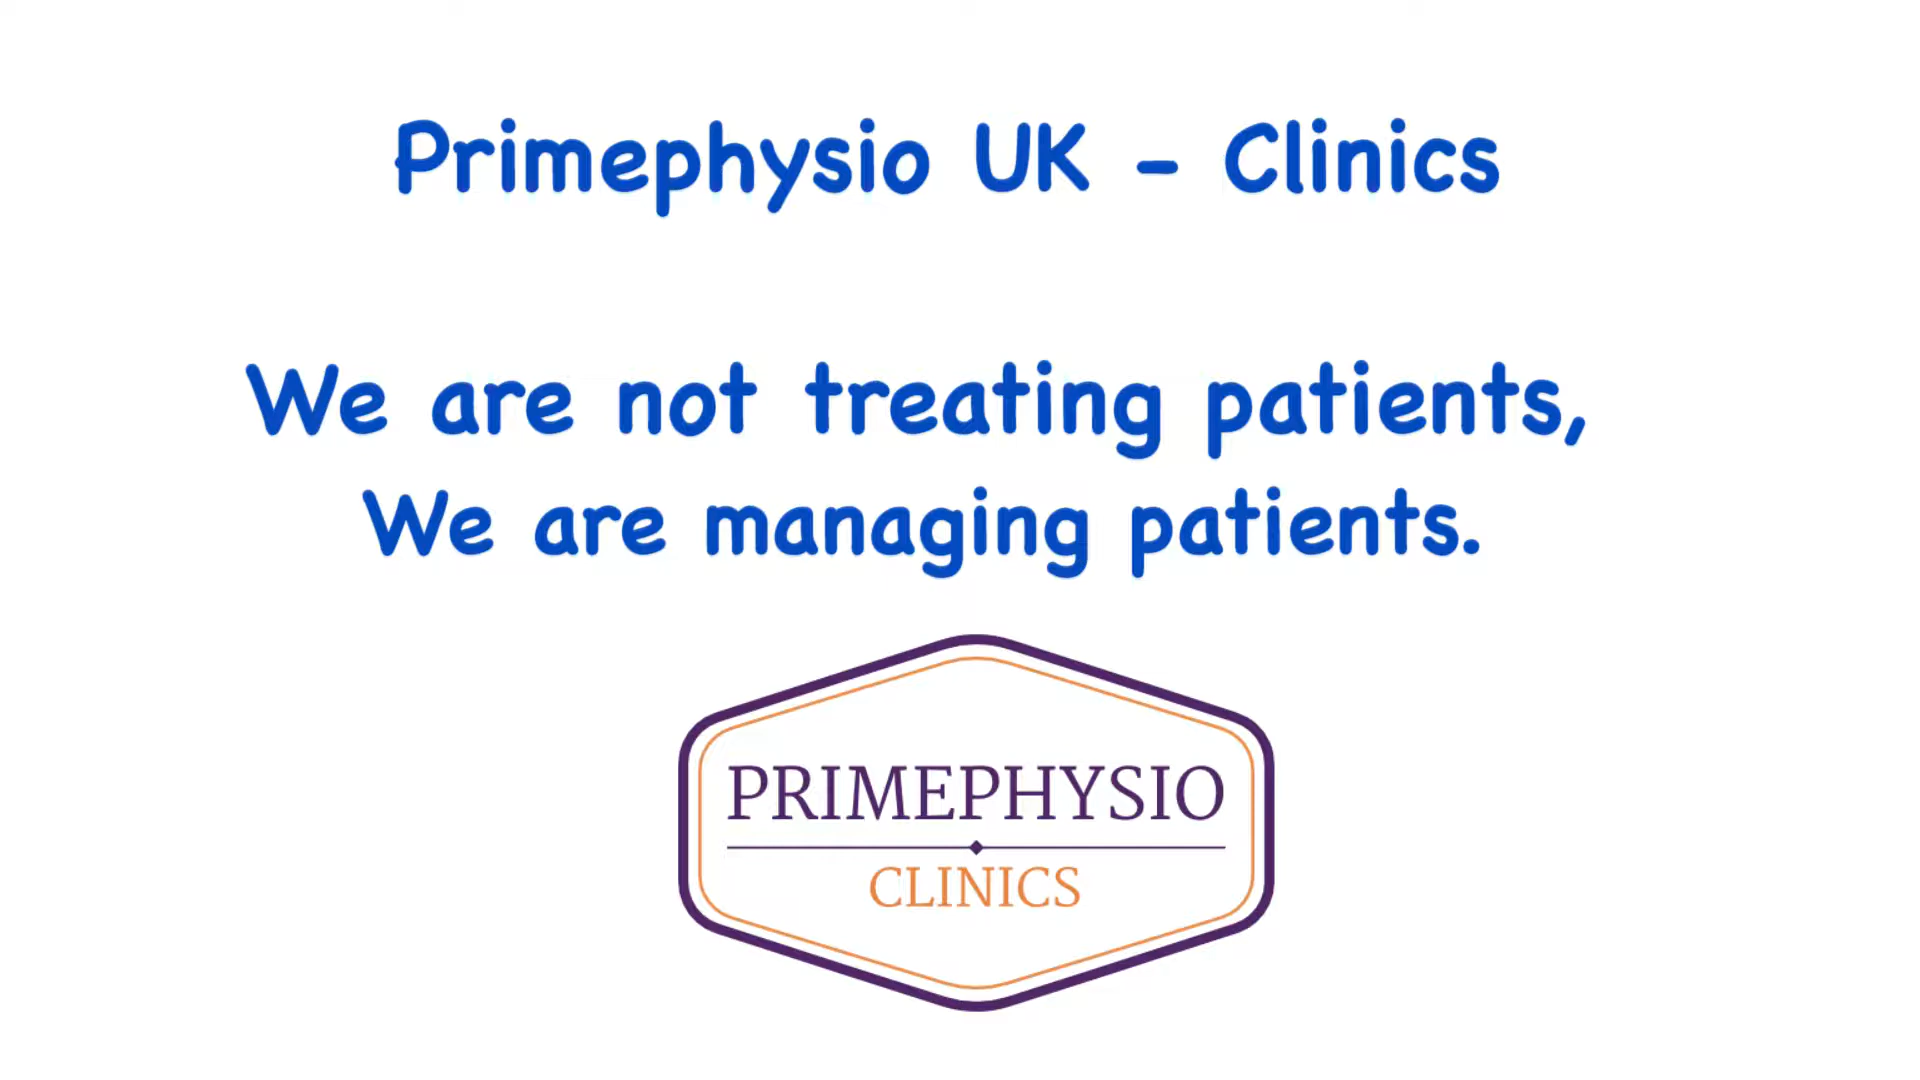 Primephysio UK - Clinics
We are not treating patients,
We are managing patients.
PRIMEPHYSIO
CLINICS